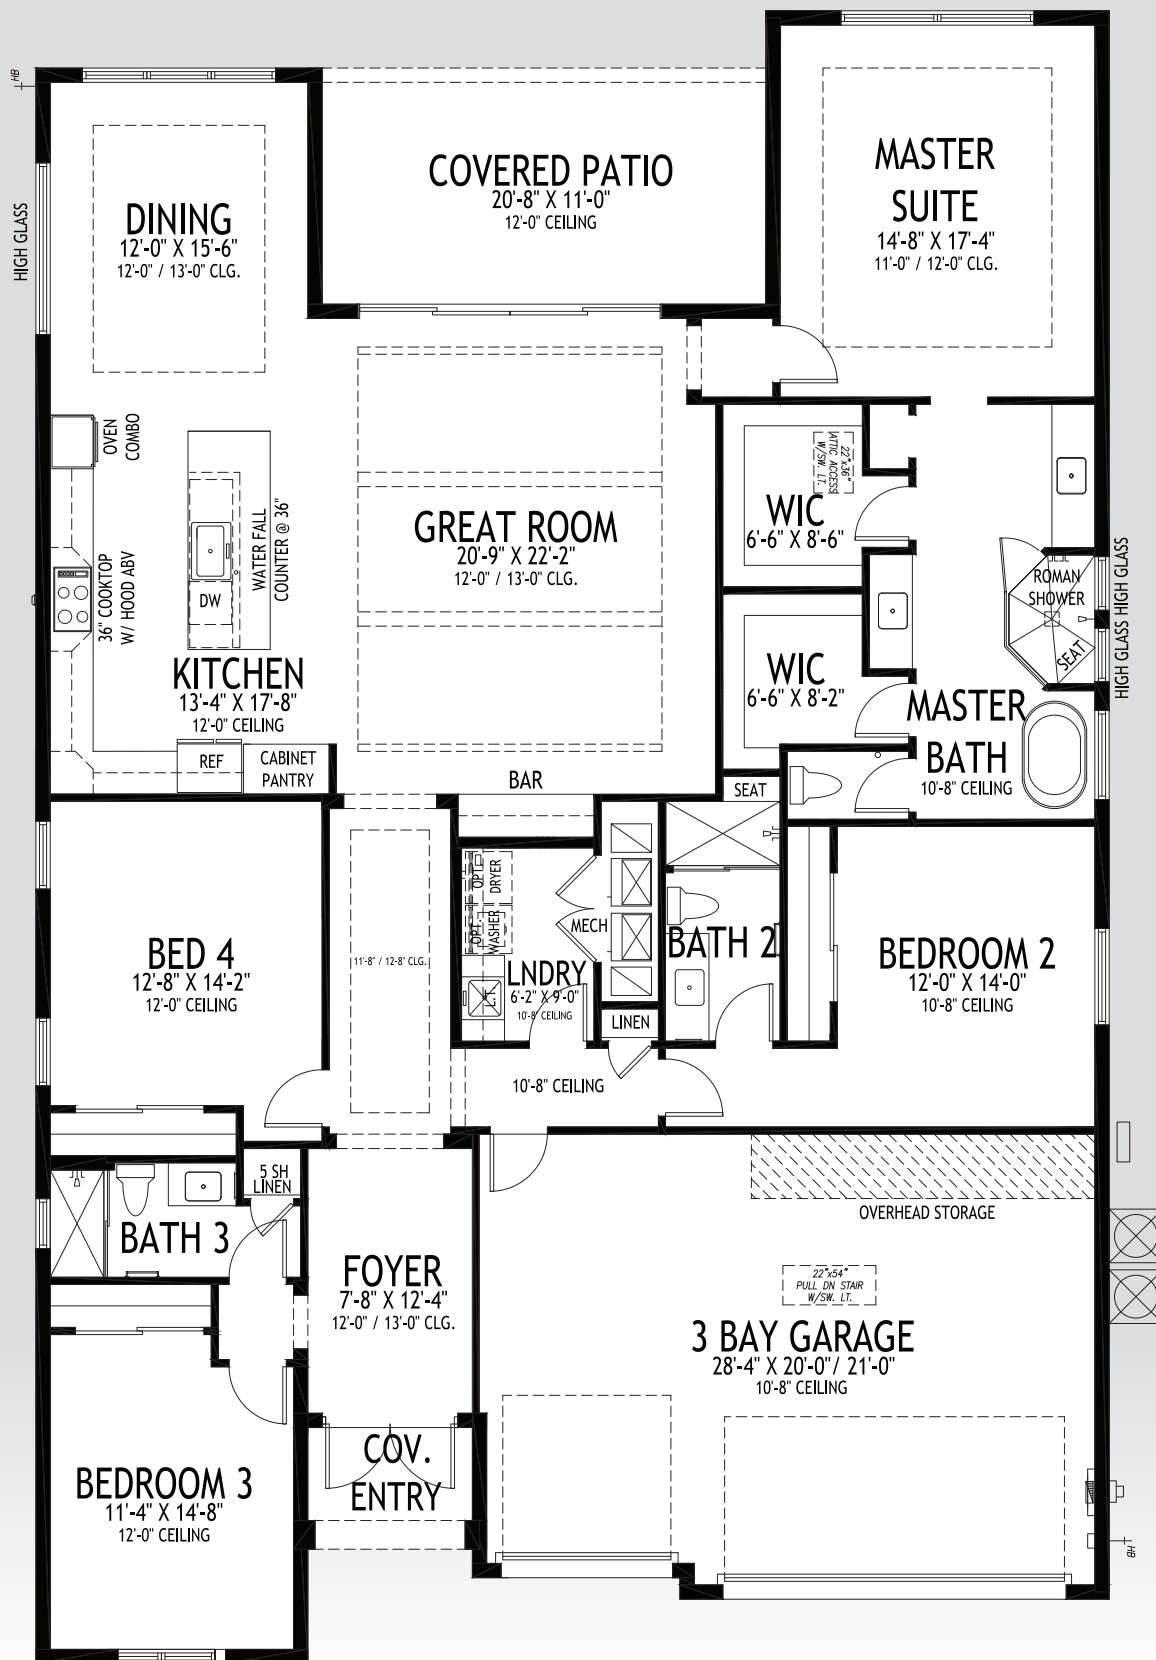 HB
HIGH GLASS
DINING
12'-0" X 15'-6"
12'-0" / 13'-0" CLG.
COVERED PATIO
20'-8" X 11'-0"
12'-0" CEILING
MASTER
SUITE
14'-8" X 17'-4"
11'-0" / 12'-0" CLG.
OVEN
COMBO
WATER FALL
COUNTER @ 36"
DW
36" COOKTOP
W/ HOOD ABV
KITCHEN
13'-4" X 17'-8"
12'-0" CEILING
REF
CABINET
PANTRY
GREAT ROOM
20'-9" X 22'-2"
12'-0" / 13'-0" CLG.
BAR
22"x36"
ATTIC ACCESS
W/SW. LT.
WIC
6'-6" X 8'-6"
WIC
6'-6" X 8'-2"
ROMAN
SHOWER
SEAT
HIGH GLASS HIGH GLASS
MASTER
BATH
10'-8" CEILING
SEAT
BED 4
12'-8" X 14'-2"
12'-0" CEILING
11'-8" / 12-8" CLG.
OPT.
DRYER
OPT.
WASHER
MECH
LNDRY
6'-2" X 9'-0"
10'-8" CEILING
L.T.
BATH 2
LINEN
BEDROOM 2
12'-0" X 14'-0"
10'-8" CEILING
10'-8" CEILING
5 SH
LINEN
BATH 3
FOYER
7'-8" X 12'-4"
12'-0" / 13'-0" CLG.
OVERHEAD STORAGE
22"x54"
PULL DN STAIR
W/SW. LT.
3 BAY GARAGE
28'-4" X 20'-0"/ 21'-0"
10'-8" CEILING
COV.
ENTRY
BEDROOM 3
11'-4" X 14'-8"
12'-0" CEILING
HB